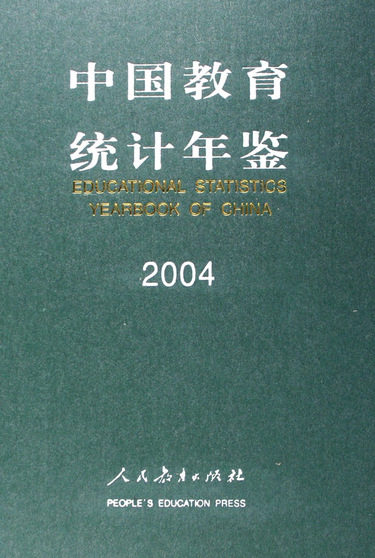 中国教育
统计年鉴
EDUCATIONAL STATISTICS
YEARBOOK OF CHINA
2004
人民教育出版社
PEOPLE'S EDUCATION PRESS